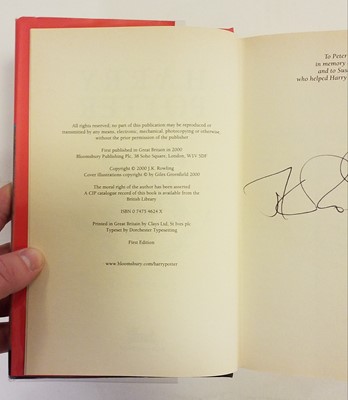 All rights reserved; no part of this publication may be reproduced or
transmitted by any means, electronic, mechanical, photocopying or otherwise,
without the prior permission of the publisher
First published in Great Britain in 2000
Bloomsbury Publishing Plc, 38 Soho Square, London, W1V 5DF
Copyright © 2000 J.K. Rowling
Cover illustrations copyright © by Giles Greenfield 2000
The moral right of the author has been asserted
A CIP catalogue record of this book is available from the
British Library
ISBN 0 7475 4624 X
Printed in Great Britain by Clays Ltd, St Ives plc
Typeset by Dorchester Typesetting
First Edition
www.bloomsbury.com/harrypotter
To Peter
in memory
and to Sus
who helped Harry